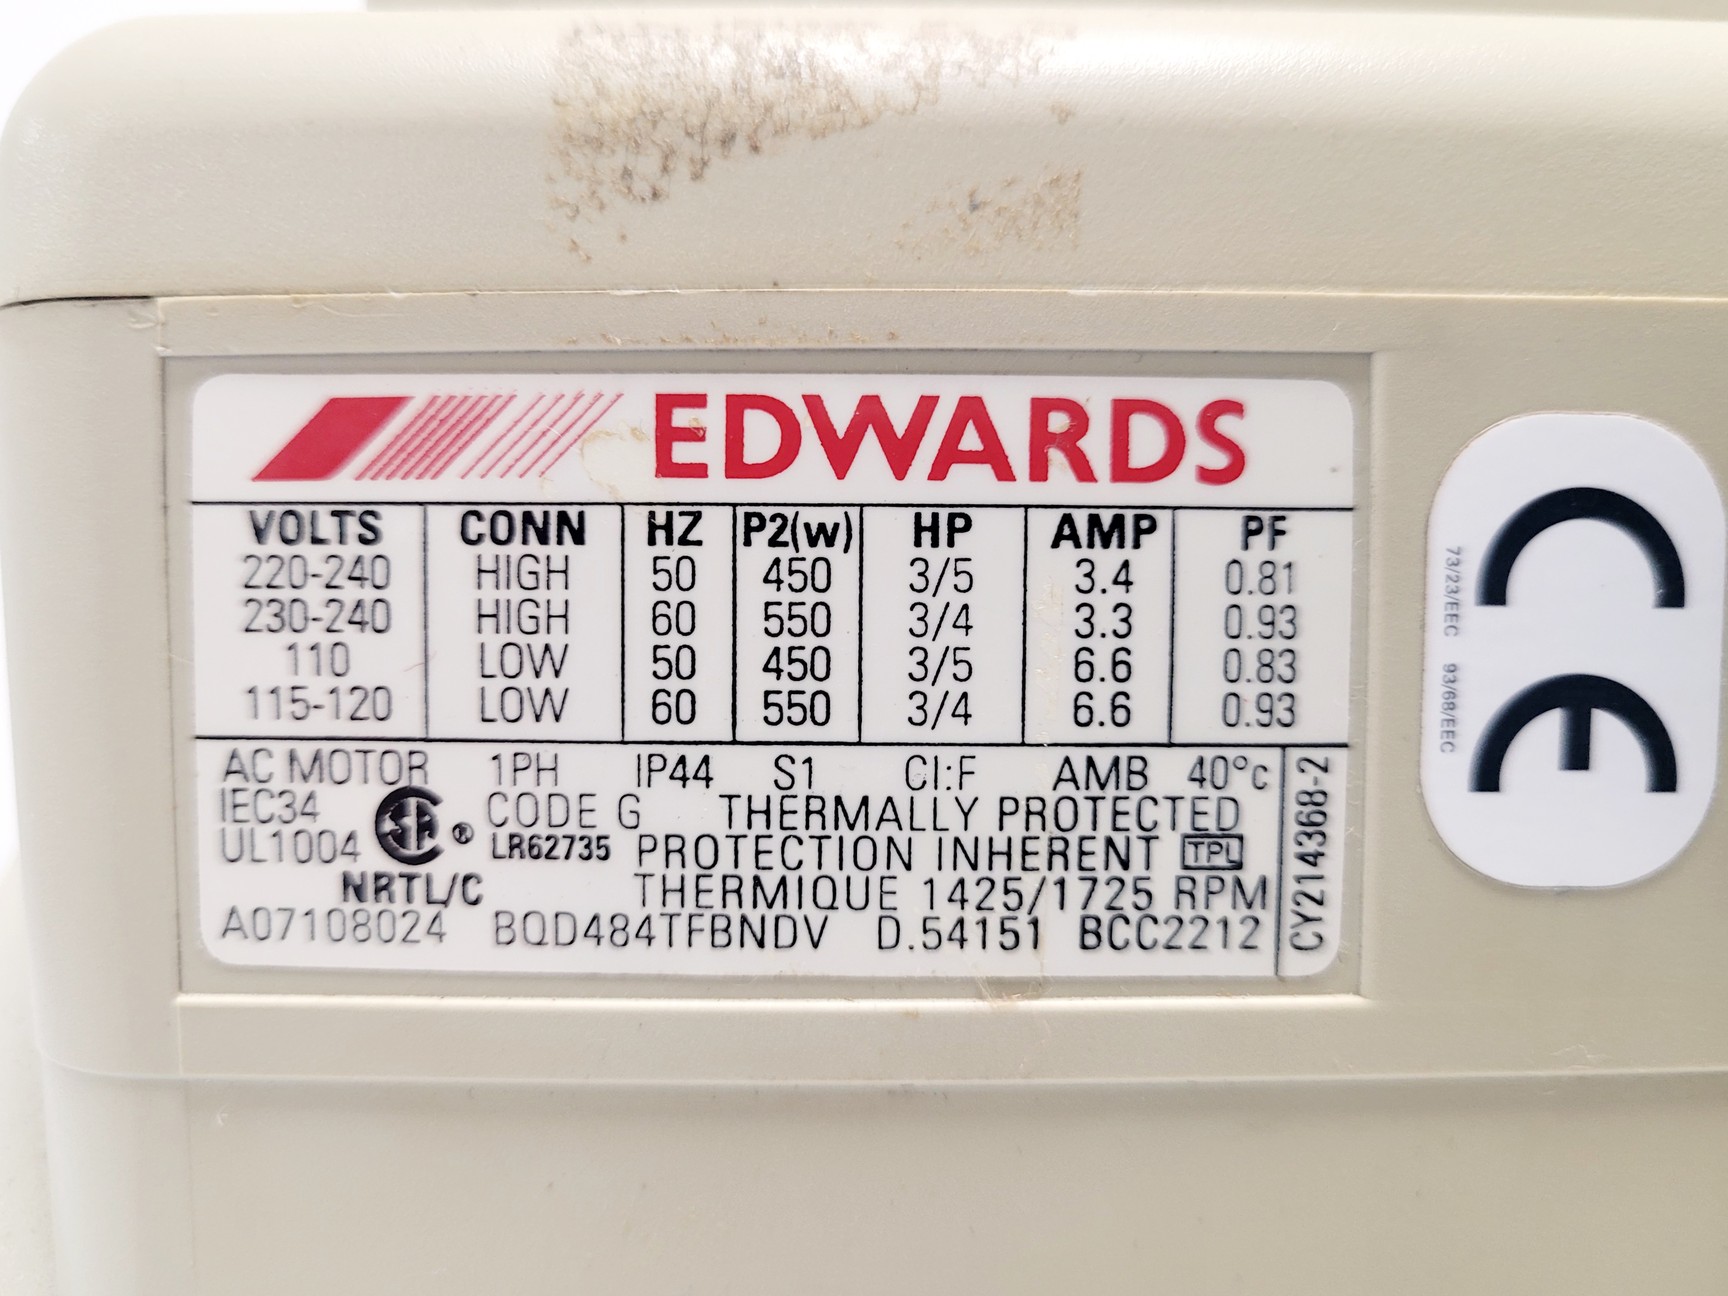 EDWARDS
VOLTS CONN HZ P2(w) HP AMP PF
220-240 HIGH 50 450 3/5 3.4 0.81
230-240 HIGH 60 550 3/4 3.3 0.93
110 LOW 50 450 3/5 6.6 0.83
115-120 LOW 60 550 3/4 6.6 0.93
AC MOTOR 1PH IP44 S1 Cl:F AMB 40°c
IEC34 CODE G THERMALLY PROTECTED
UL1004 SA ® LR62735 PROTECTION INHERENT TPL
NRTL/C THERMIQUE 1425/1725 RPM
A07108024 BQD484TFBNDV D.54151 BCC2212
CY214368-2
73/23/EEC 93/68/EEC
CE